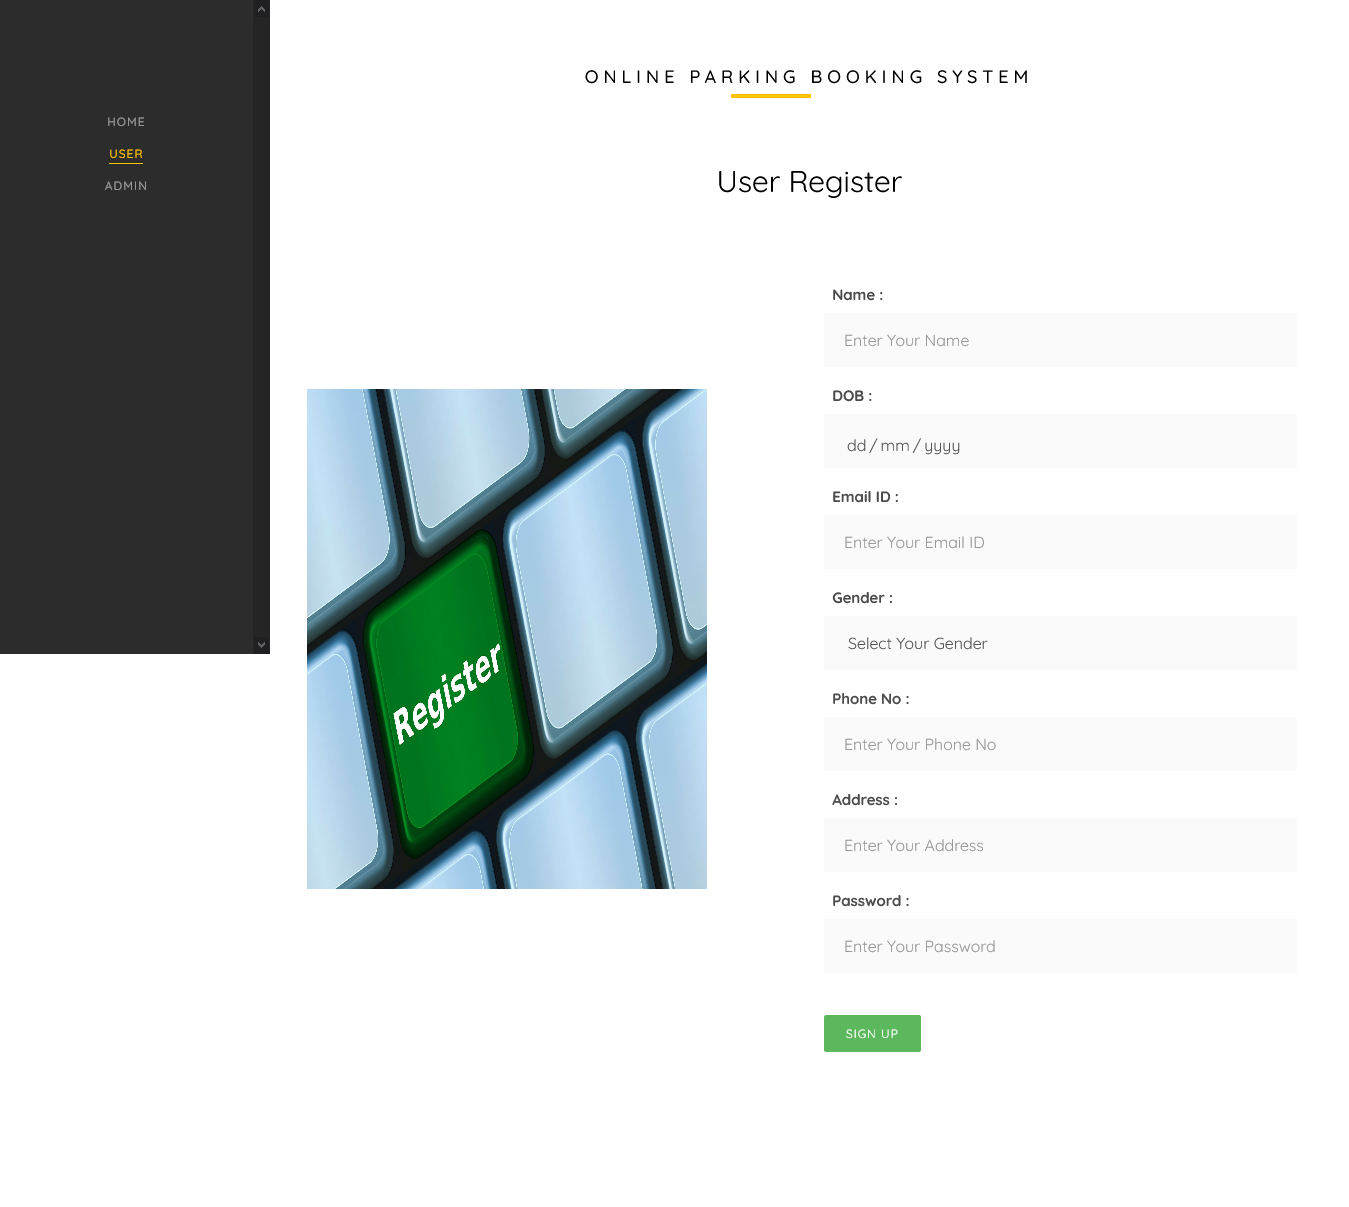 HOME
USER
ADMIN
ONLINE PARKING BOOKING SYSTEM
User Register
Register
Name :
Enter Your Name
DOB :
dd / mm / yyyy
Email ID :
Enter Your Email ID
Gender :
Select Your Gender
Phone No :
Enter Your Phone No
Address :
Enter Your Address
Password :
Enter Your Password
SIGN UP